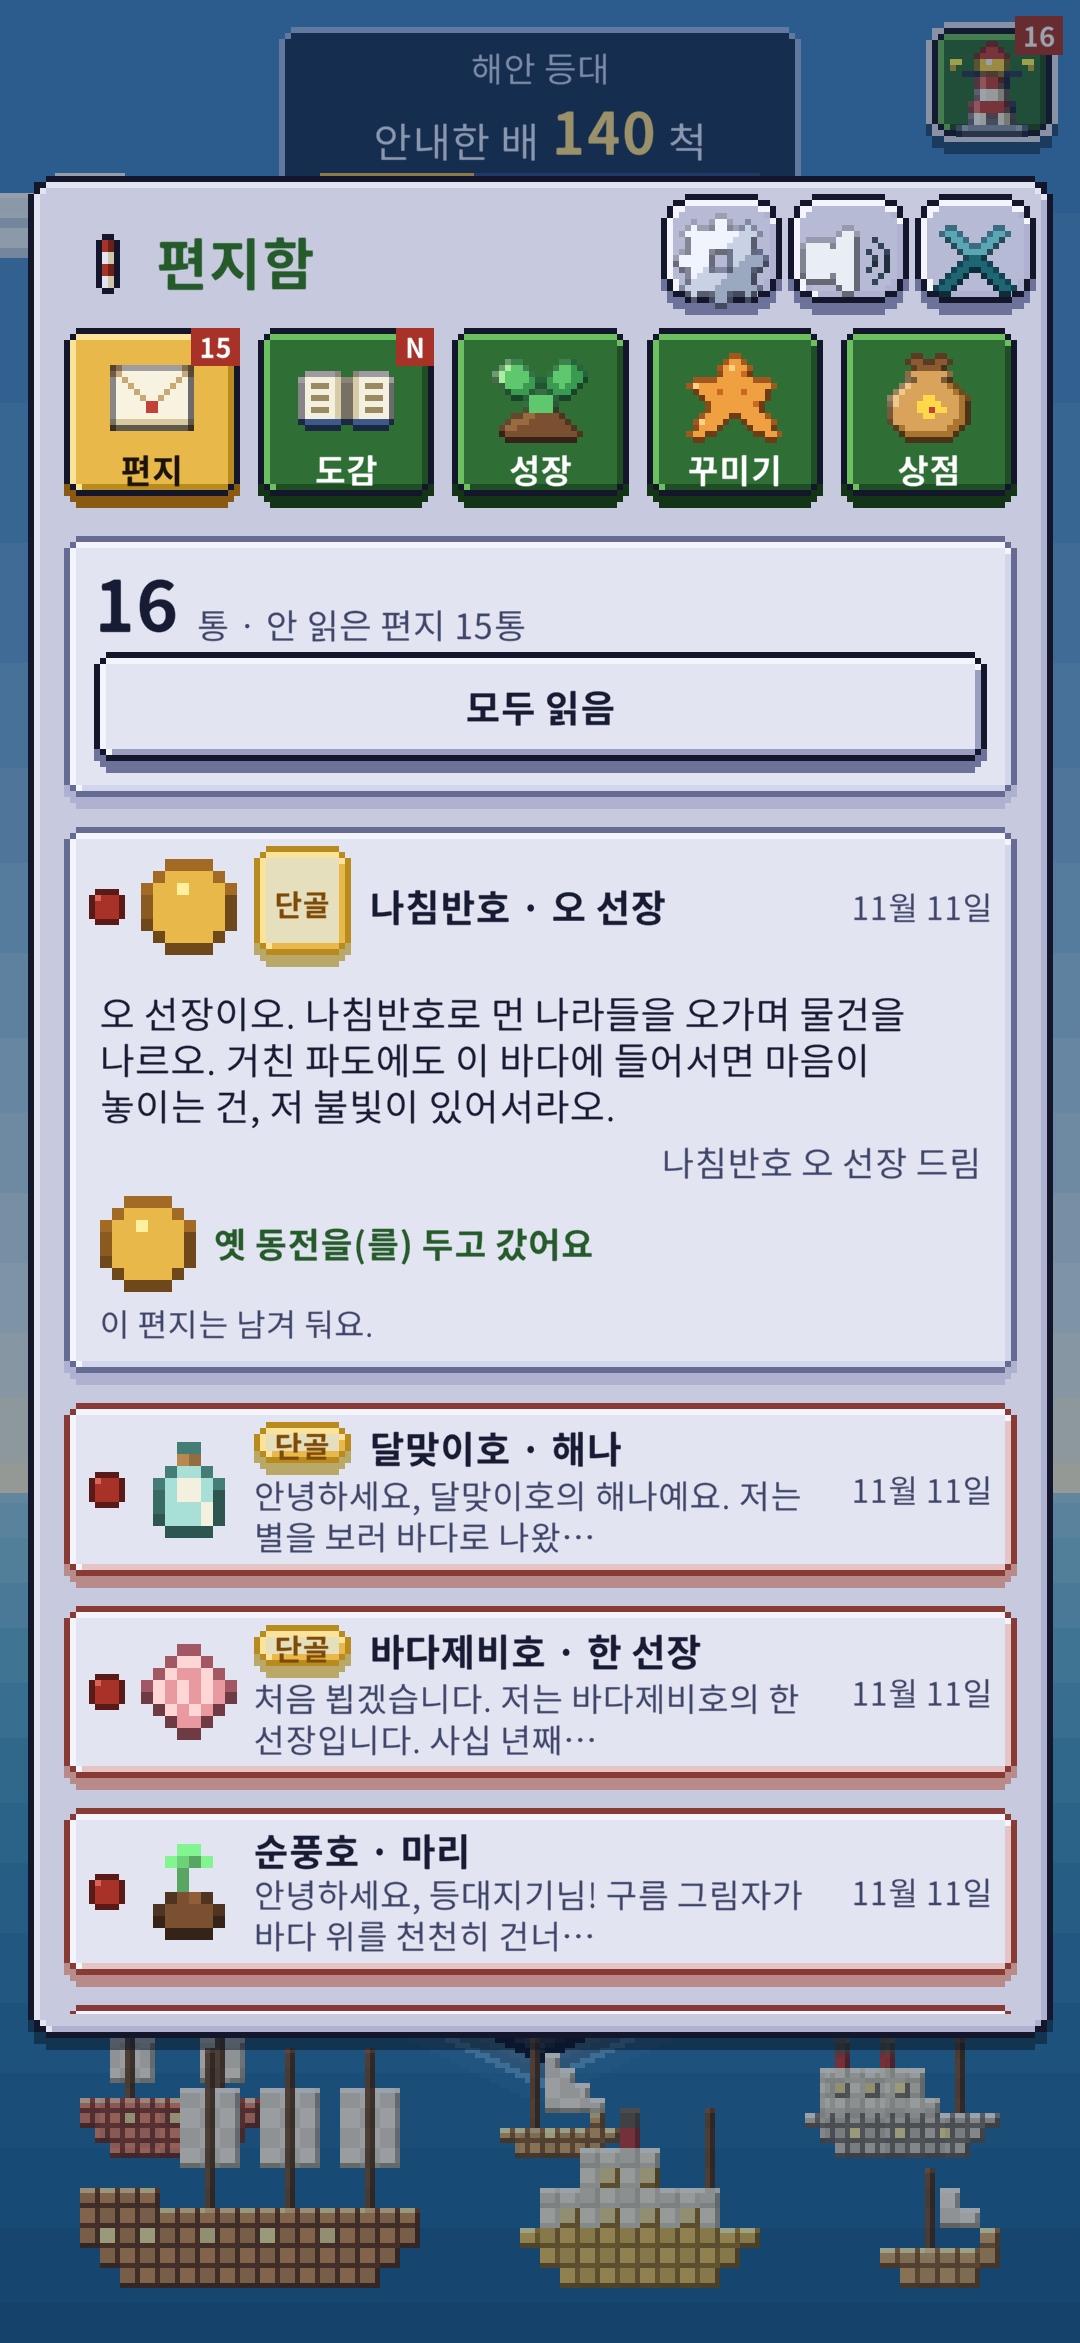 해안 등대
안내한 배 140 척
16
편지함
15
N
편지
도감
성장
꾸미기
상점
16 통 · 안 읽은 편지 15통
모두 읽음
단골 나침반호 · 오 선장 11월 11일
오 선장이오. 나침반호로 먼 나라들을 오가며 물건을
나르오. 거친 파도에도 이 바다에 들어서면 마음이
놓이는 건, 저 불빛이 있어서라오.
나침반호 오 선장 드림
옛 동전을(를) 두고 갔어요
이 편지는 남겨 둬요.
단골 달맞이호 · 해나
안녕하세요, 달맞이호의 해나예요. 저는
별을 보러 바다로 나왔…
11월 11일
단골 바다제비호 · 한 선장
처음 뵙겠습니다. 저는 바다제비호의 한
선장입니다. 사십 년째…
11월 11일
순풍호 · 마리
안녕하세요, 등대지기님! 구름 그림자가
바다 위를 천천히 건너…
11월 11일